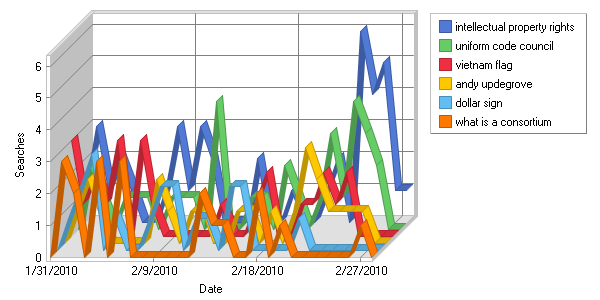 intellectual property rights
uniform code council
vietnam flag
andy updegrove
dollar sign
what is a consortium
Searches
6
5
4
3
2
1
0
1/31/2010 2/9/2010 2/18/2010 2/27/2010
Date